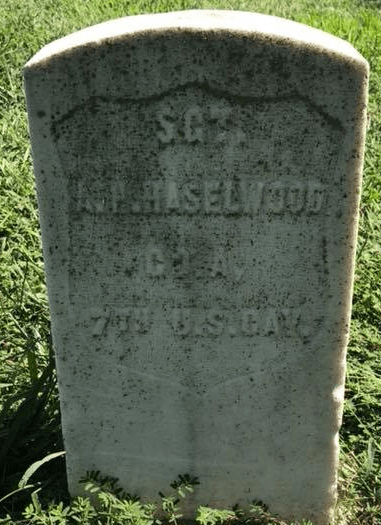 SGT.
HASELWOOD
CO. A.
7TH U.S. CAV.